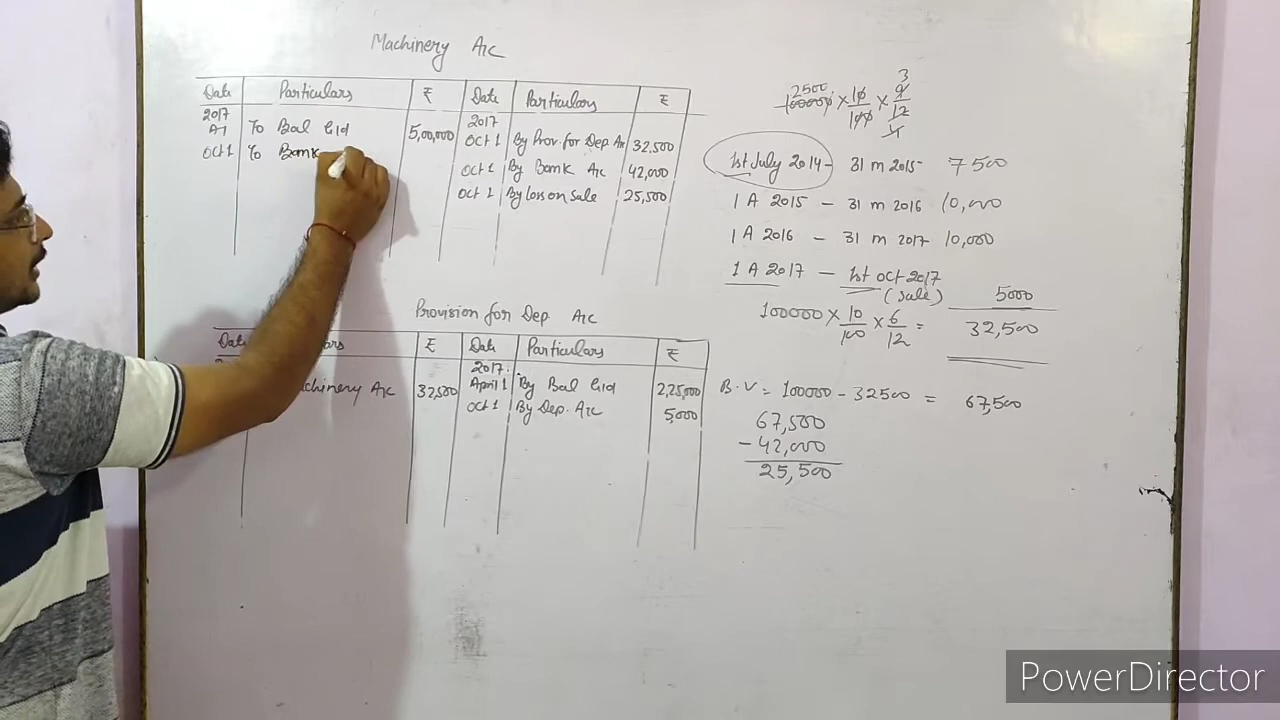 Machinery A/c
Date Particulars ₹ Date Particulars ₹
2017 2017
A1 To Bal b/d 5,00,000 Oct 1 By Prov. for Dep. A/c 32,500
Oct 1 To Bank Oct 1 By Bank A/c 42,000
Oct 1 By loss on Sale 25,500
Provision for Dep. A/c
₹ Date Particulars ₹
2017.
A/c 32,500 April 1 By Bal b/d 2,25,000
Oct 1 By Dep. A/c 5,000
2500 3
100000 × 10/100 × 9/12
4
1st July 2014 - 31 m 2015 - 7500
1 A 2015 - 31 m 2016 10,000
1 A 2016 - 31 m 2017 10,000
1 A 2017 - 1st Oct 2017
(Sale) 5000
100000 × 10/100 × 6/12 = 32,500
B.V = 100000 - 32500 = 67,500
67,500
- 42,000
25,500
PowerDirector